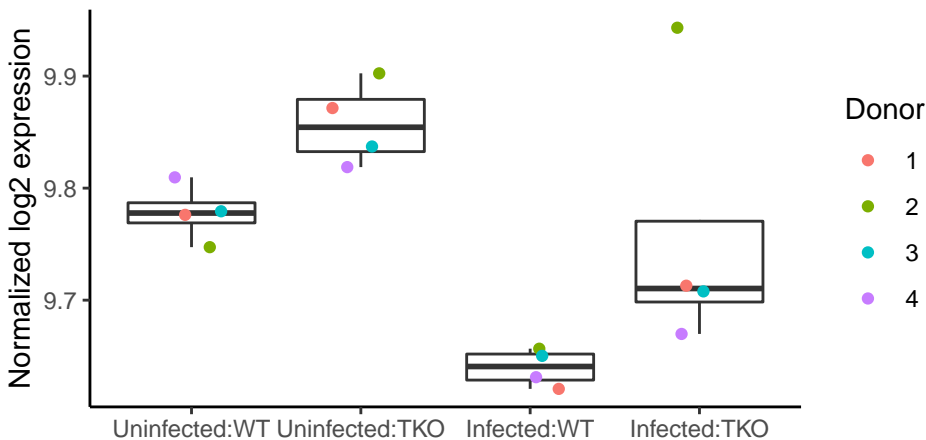 Normalized log2 expression
9.9
9.8
9.7
Uninfected:WT Uninfected:TKO Infected:WT Infected:TKO
Donor
1
2
3
4